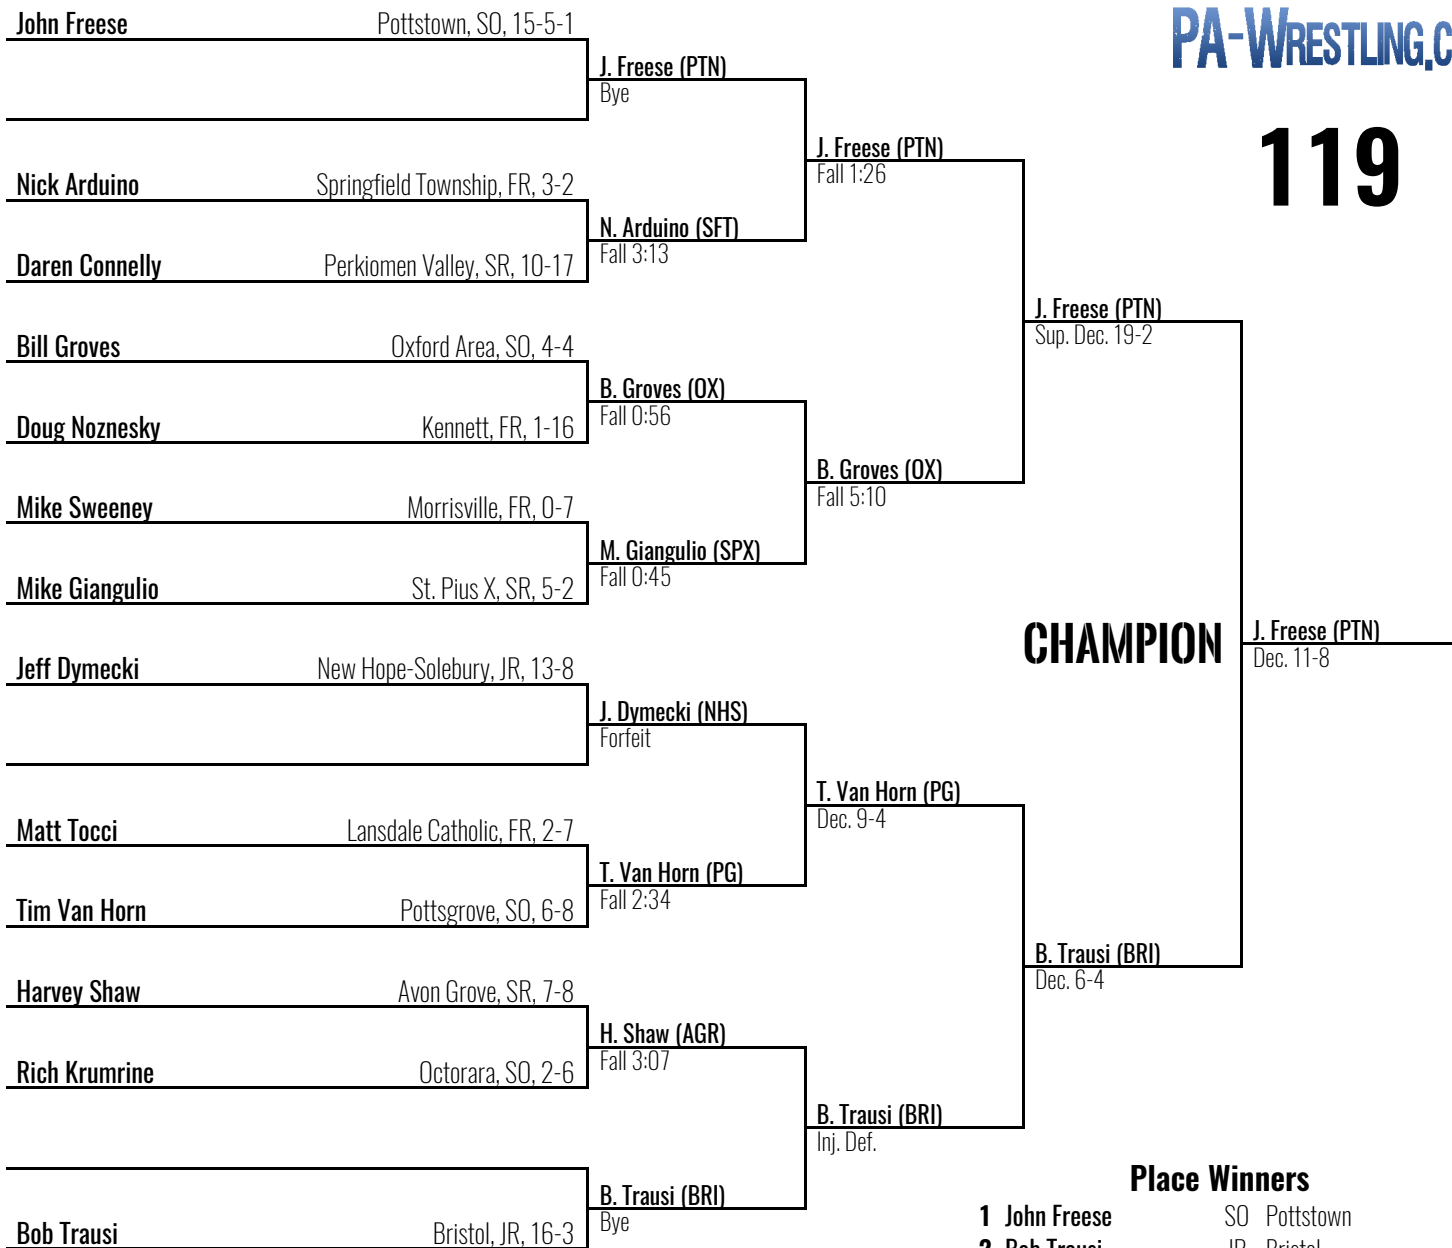 PA-WRESTLING.C
119
John Freese Pottstown, SO, 15-5-1
J. Freese (PTN)
Bye
J. Freese (PTN)
Fall 1:26
Nick Arduino Springfield Township, FR, 3-2
N. Arduino (SFT)
Fall 3:13
Daren Connelly Perkiomen Valley, SR, 10-17
J. Freese (PTN)
Sup. Dec. 19-2
Bill Groves Oxford Area, SO, 4-4
B. Groves (OX)
Fall 0:56
Doug Noznesky Kennett, FR, 1-16
B. Groves (OX)
Fall 5:10
Mike Sweeney Morrisville, FR, 0-7
M. Giangulio (SPX)
Fall 0:45
Mike Giangulio St. Pius X, SR, 5-2
CHAMPION
J. Freese (PTN)
Dec. 11-8
Jeff Dymecki New Hope-Solebury, JR, 13-8
J. Dymecki (NHS)
Forfeit
T. Van Horn (PG)
Dec. 9-4
Matt Tocci Lansdale Catholic, FR, 2-7
T. Van Horn (PG)
Fall 2:34
Tim Van Horn Pottsgrove, SO, 6-8
B. Trausi (BRI)
Dec. 6-4
Harvey Shaw Avon Grove, SR, 7-8
H. Shaw (AGR)
Fall 3:07
Rich Krumrine Octorara, SO, 2-6
B. Trausi (BRI)
Inj. Def.
B. Trausi (BRI)
Bye
Bob Trausi Bristol, JR, 16-3
Place Winners
1 John Freese SO Pottstown
2 Bob Trausi JR Bristol